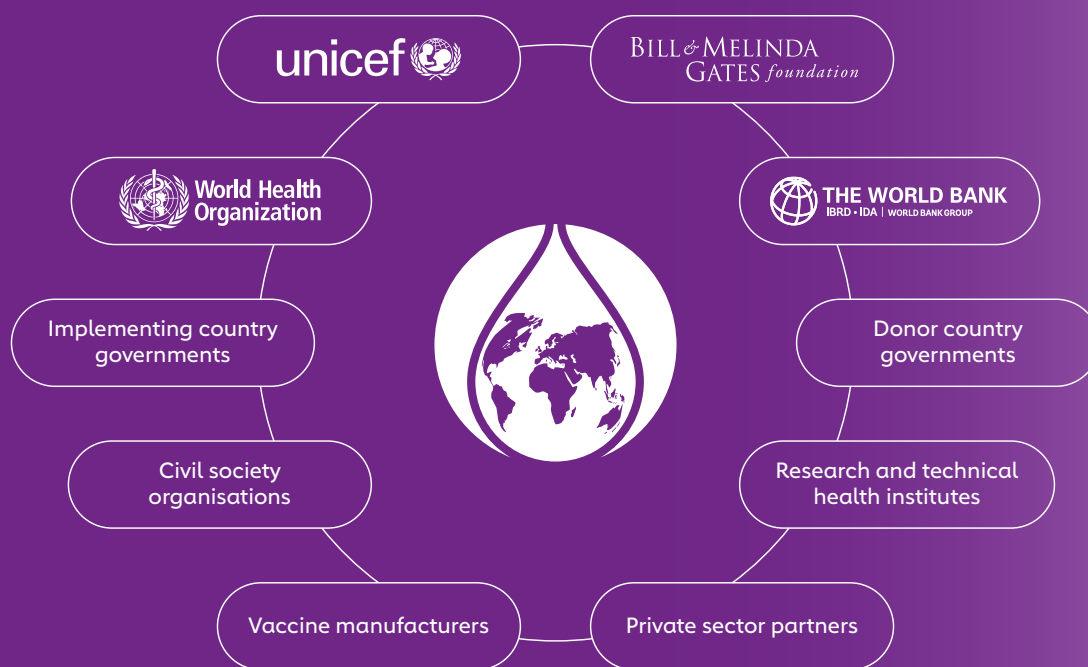 unicef
BILL & MELINDA
GATES foundation
World Health
Organization
THE WORLD BANK
IBRD • IDA | WORLD BANK GROUP
Implementing country
governments
Donor country
governments
Civil society
organisations
Research and technical
health institutes
Vaccine manufacturers
Private sector partners